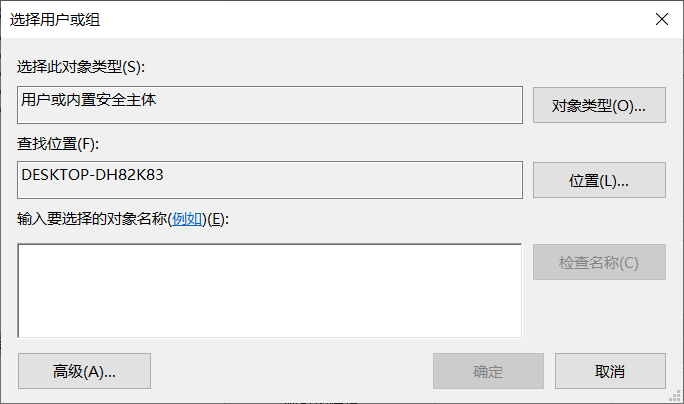 选择用户或组
选择此对象类型(S):
用户或内置安全主体
对象类型(O)...
查找位置(F):
DESKTOP-DH82K83
位置(L)...
输入要选择的对象名称(例如)(E):
检查名称(C)
高级(A)...
确定
取消